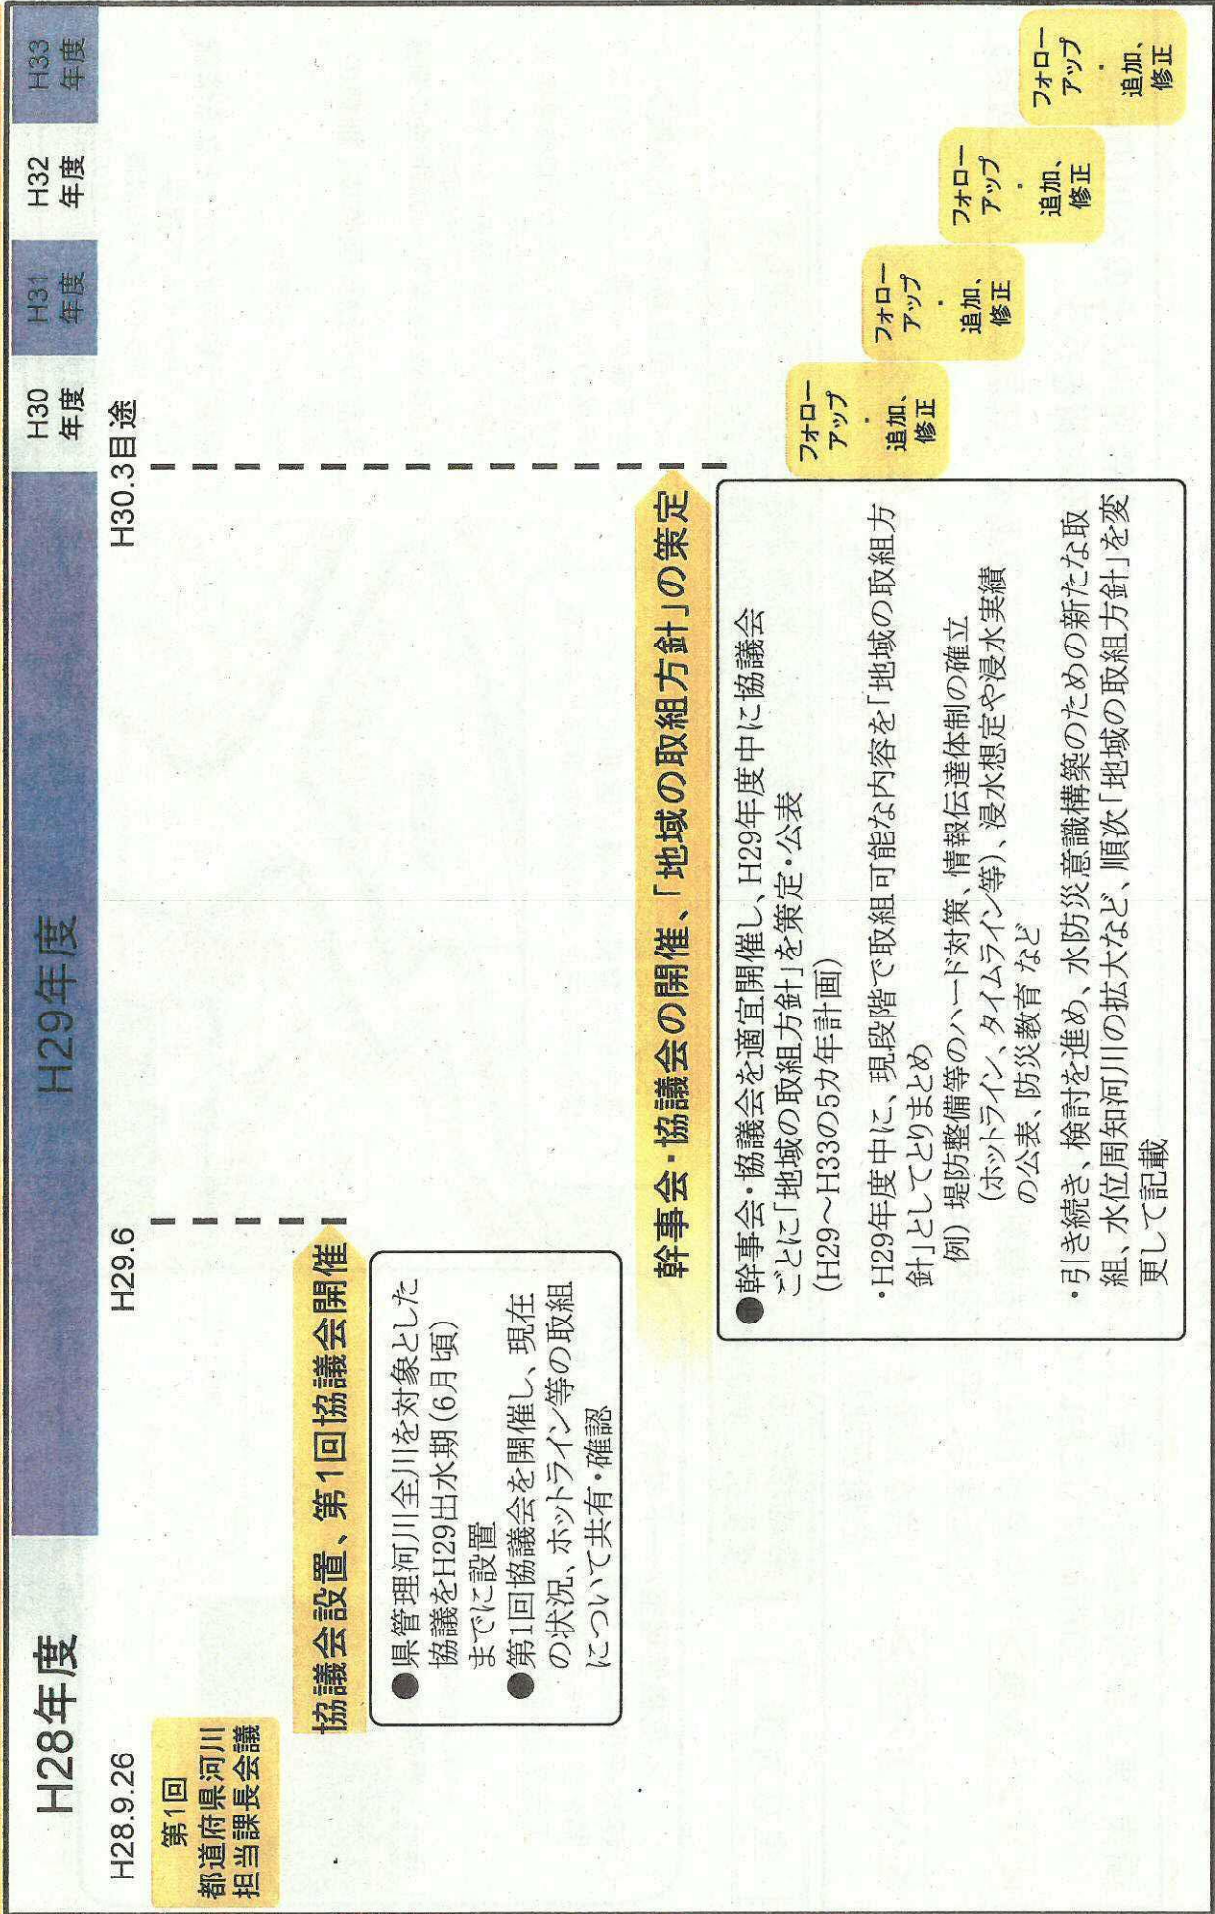 H28年度
H29年度
H30
年度
H31
年度
H32
年度
H33
年度
H28.9.26
H29.6
H30.3目途
第1回
都道府県河川
担当課長会議
協議会設置、第1回協議会開催
●県管理河川全川を対象とした
協議をH29出水期(6月頃)
までに設置
●第1回協議会を開催し、現在
の状況、ホットライン等の取組
について共有・確認
幹事会・協議会の開催、「地域の取組方針」の策定
●幹事会・協議会を適宜開催し、H29年度中に協議会
ごとに「地域の取組方針」を策定・公表
(H29～H33の5カ年計画)
・H29年度中に、現段階で取組可能な内容を「地域の取組方
針」としてとりまとめ
例)堤防整備等のハード対策、情報伝達体制の確立
(ホットライン、タイムライン等)、浸水想定や浸水実績
の公表、防災教育など
・引き続き、検討を進め、水防災意識構築のための新たな取
組、水位周知河川の拡大など、順次「地域の取組方針」を変
更して記載
フォロー
アップ
・
追加、
修正
フォロー
アップ
・
追加、
修正
フォロー
アップ
・
追加、
修正
フォロー
アップ
・
追加、
修正